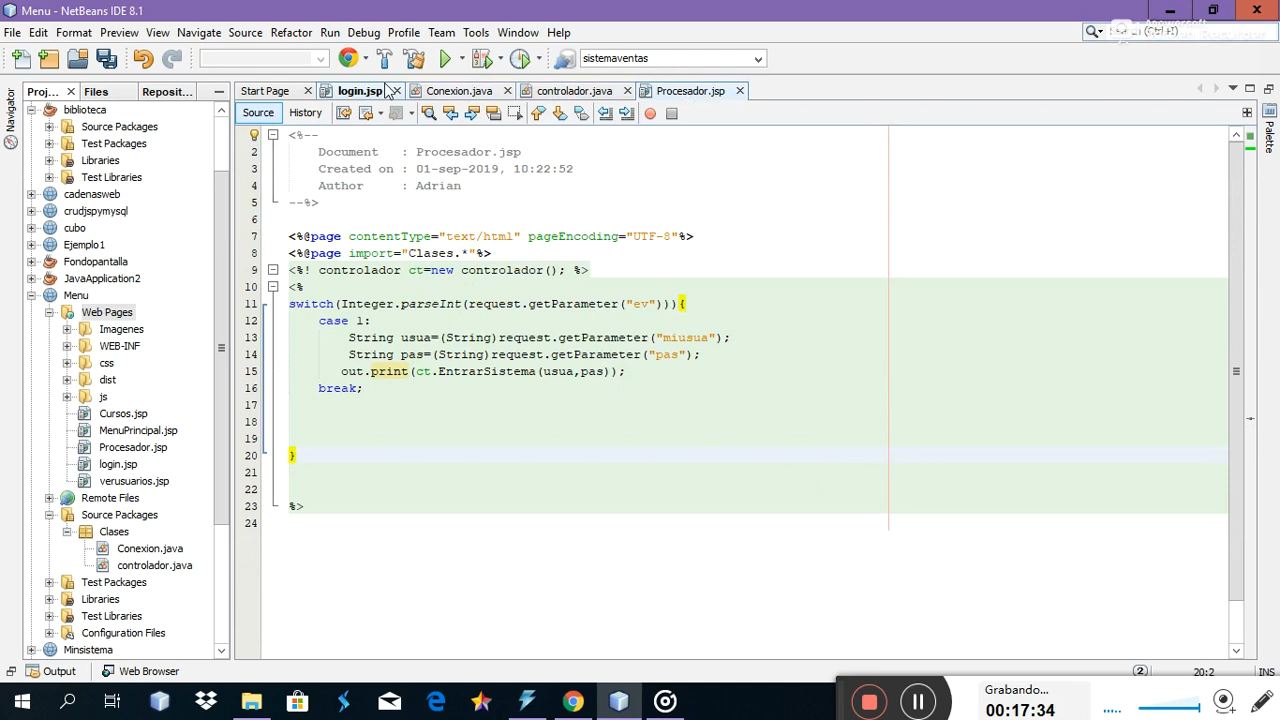 Menu - NetBeans IDE 8.1
File Edit Format Preview View Navigate Source Refactor Run Debug Profile Team Tools Window Help
Search (Ctrl+I)
sistemaventas
Proj... Files Reposit...
Start Page login.jsp Conexion.java controlador.java Procesador.jsp
Source History
Navigator
Palette
biblioteca
Source Packages
Test Packages
Libraries
Test Libraries
cadenasweb
crudjspymysql
cubo
Ejemplo1
Fondopantalla
JavaApplication2
Menu
Web Pages
Imagenes
WEB-INF
css
dist
js
Cursos.jsp
MenuPrincipal.jsp
Procesador.jsp
login.jsp
verusuarios.jsp
Remote Files
Source Packages
Clases
Conexion.java
controlador.java
Test Packages
Libraries
Test Libraries
Configuration Files
Minsistema
<%--
2 Document : Procesador.jsp
3 Created on : 01-sep-2019, 10:22:52
4 Author : Adrian
5 --%>
6
7 <%@page contentType="text/html" pageEncoding="UTF-8"%>
8 <%@page import="Clases.*"%>
9 <%! controlador ct=new controlador(); %>
10 <%
11 switch(Integer.parseInt(request.getParameter("ev"))){
12 case 1:
13 String usua=(String)request.getParameter("miusua");
14 String pas=(String)request.getParameter("pas");
15 out.print(ct.EntrarSistema(usua,pas));
16 break;
17
18
19
20 }
21
22
23 %>
24
Output Web Browser
2 20:2 INS
Grabando...
00:17:34